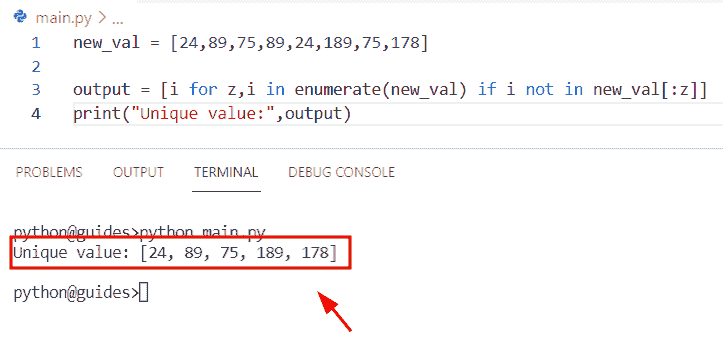 main.py > ...
1 new_val = [24,89,75,89,24,189,75,178]
2
3 output = [i for z,i in enumerate(new_val) if i not in new_val[:z]]
4 print("Unique value:",output)
PROBLEMS OUTPUT TERMINAL DEBUG CONSOLE
python@guides>python main.py
Unique value: [24, 89, 75, 189, 178]
python@guides>